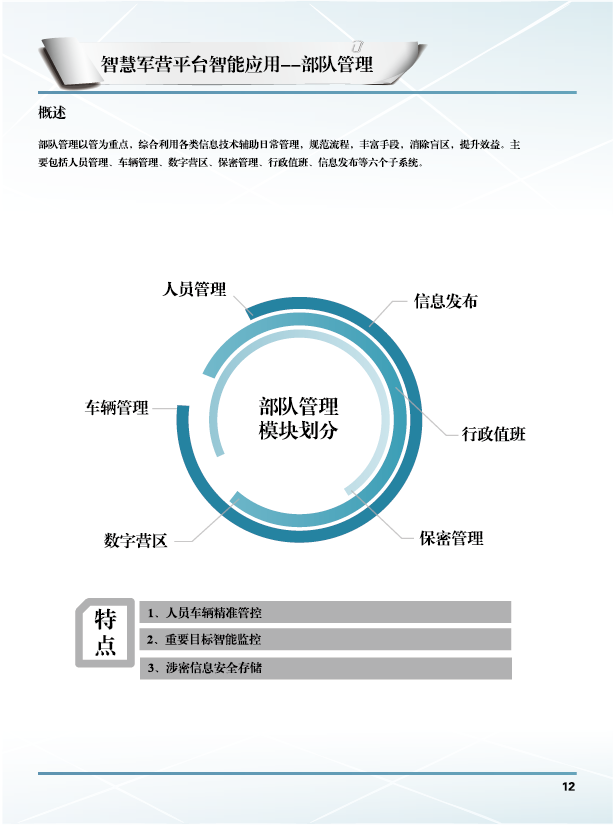 智慧军营平台智能应用--部队管理
概述
部队管理以管为重点，综合利用各类信息技术辅助日常管理，规范流程，丰富手段，消除盲区，提升效益。主
要包括人员管理、车辆管理、数字营区、保密管理、行政值班、信息发布等六个子系统。
人员管理
信息发布
车辆管理
部队管理
模块划分
行政值班
数字营区
保密管理
特
点
1、人员车辆精准管控
2、重要目标智能监控
3、涉密信息安全存储
12